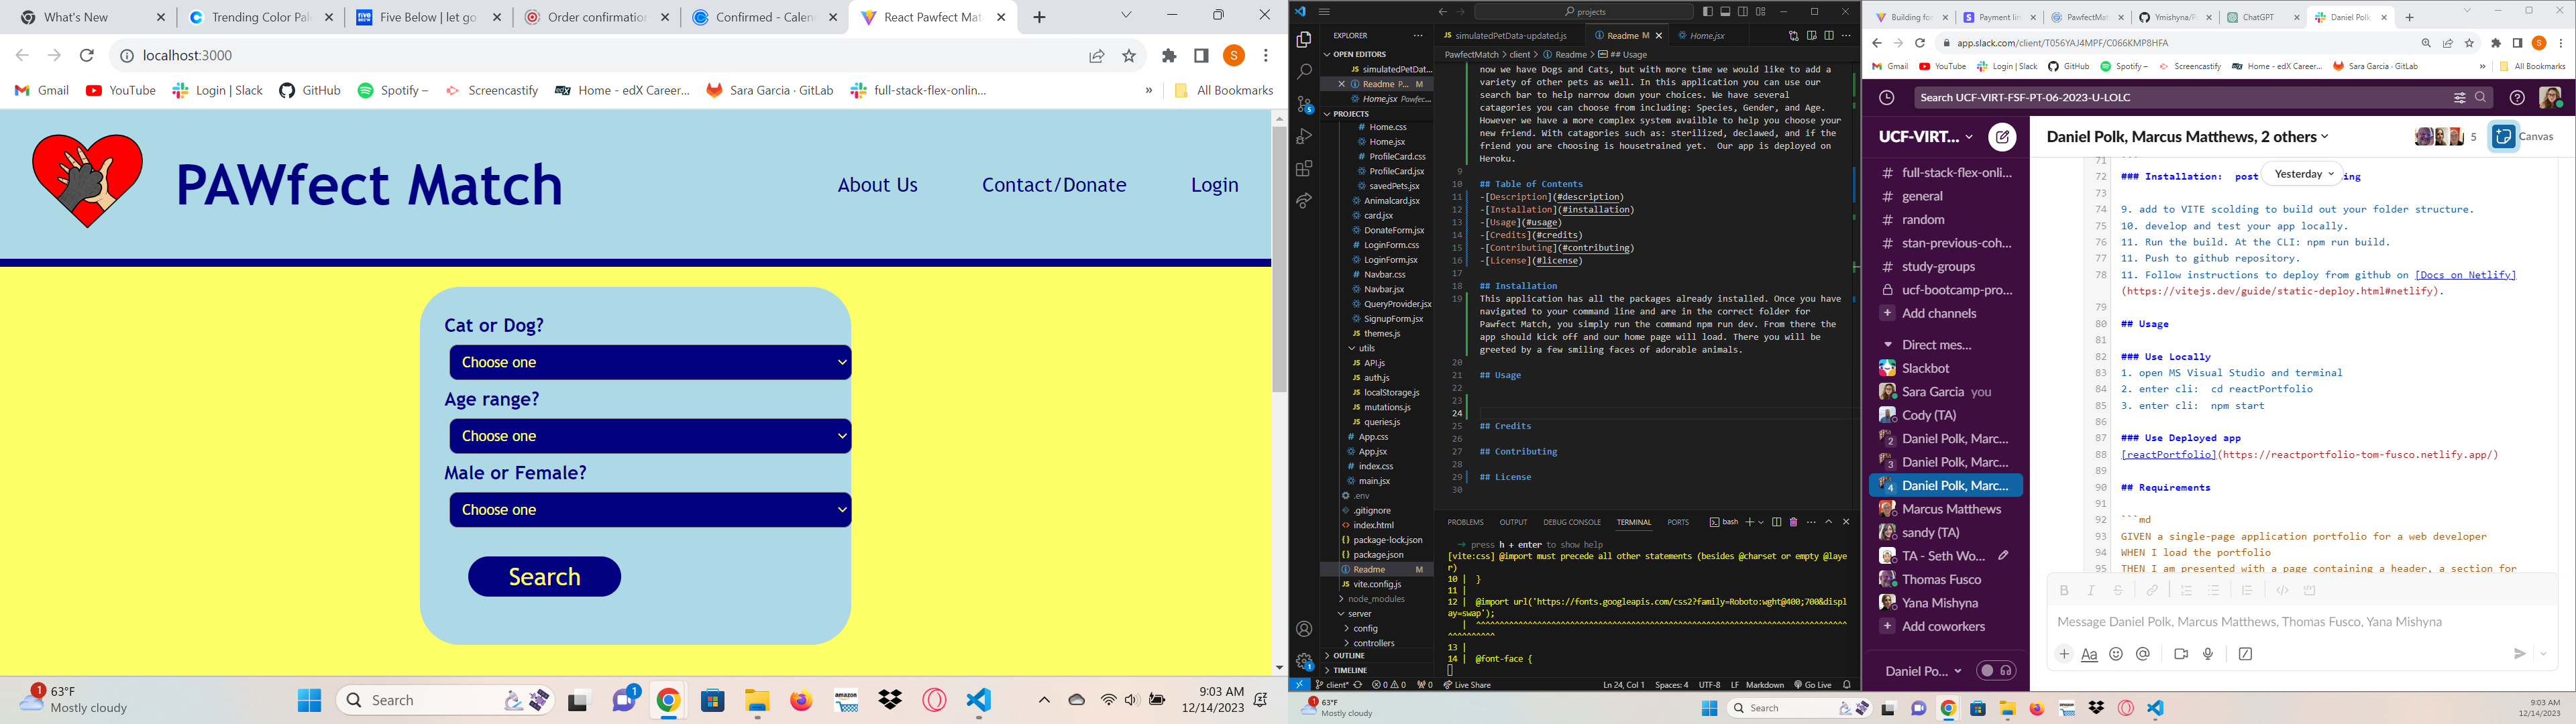 What's New
Trending Color Pal
Five Below | let go
Order confirmation
Confirmed - Calen
React Pawfect Mat
localhost:3000
S
Gmail
YouTube
Login | Slack
GitHub
Spotify –
Screencastify
Home - edX Career...
Sara Garcia · GitLab
full-stack-flex-onlin...
»
All Bookmarks
PAWfect Match
About Us
Contact/Donate
Login
Cat or Dog?
Choose one
Age range?
Choose one
Male or Female?
Choose one
Search
1
63°F
Mostly cloudy
Search
1
9:03 AM
12/14/2023
projects
EXPLORER
OPEN EDITORS
simulatedPetDat...
Readme P... M
Home.jsx Pawfec...
PROJECTS
Home.css
Home.jsx
ProfileCard.css
ProfileCard.jsx
savedPets.jsx
Animalcard.jsx
card.jsx
DonateForm.jsx
LoginForm.css
LoginForm.jsx
Navbar.css
Navbar.jsx
QueryProvider.jsx
SignupForm.jsx
themes.js
utils
API.js
auth.js
localStorage.js
mutations.js
queries.js
App.css
App.jsx
index.css
main.jsx
.env
.gitignore
index.html
package-lock.json
package.json
Readme M
vite.config.js
node_modules
server
config
controllers
OUTLINE
TIMELINE
simulatedPetData-updated.js
Readme M
Home.jsx
PawfectMatch > client > Readme > ## Usage
now we have Dogs and Cats, but with more time we would like to add a
variety of other pets as well. In this application you can use our
search bar to help narrow down your choices. We have several
catagories you can choose from including: Species, Gender, and Age.
However we have a more complex system availble to help you choose your
new friend. With catagories such as: sterilized, declawed, and if the
friend you are choosing is housetrained yet.  Our app is deployed on
Heroku.
9
10 ## Table of Contents
11 -[Description](#description)
12 -[Installation](#installation)
13 -[Usage](#usage)
14 -[Credits](#credits)
15 -[Contributing](#contributing)
16 -[License](#license)
17
18 ## Installation
19 This application has all the packages already installed. Once you have
navigated to your command line and are in the correct folder for
Pawfect Match, you simply run the command npm run dev. From there the
app should kick off and our home page will load. There you will be
greeted by a few smiling faces of adorable animals.
20
21 ## Usage
22
23
24
25 ## Credits
26
27 ## Contributing
28
29 ## License
30
PROBLEMS OUTPUT DEBUG CONSOLE TERMINAL PORTS
bash
➜ press h + enter to show help
[vite:css] @import must precede all other statements (besides @charset or empty @laye
r)
10 |  }
11 |
12 |  @import url('https://fonts.googleapis.com/css2?family=Roboto:wght@400;700&displ
ay=swap');
13 |
14 |  @font-face {
client* 0 0 0 Live Share Ln 24, Col 1 Spaces: 4 UTF-8 LF Markdown Go Live
63°F
Mostly cloudy
Search
9:03 AM
12/14/2023
Building fo
Payment lin
PawfectMat
Ymishyna/P
ChatGPT
Daniel Polk,
app.slack.com/client/T056YAJ4MPF/C066KMP8HFA
Gmail
YouTube
Login | Slack
GitHub
Spotify –
Screencastify
Home - edX Career...
Sara Garcia · GitLab
»
All Bookmarks
Search UCF-VIRT-FSF-PT-06-2023-U-LOLC
UCF-VIRT...
# full-stack-flex-onli...
# general
# random
# stan-previous-coh...
# study-groups
ucf-bootcamp-pro...
+ Add channels
Direct mes...
Slackbot
Sara Garcia you
Cody (TA)
2 Daniel Polk, Marc...
3 Daniel Polk, Marc...
4 Daniel Polk, Marc...
Marcus Matthews
sandy (TA)
TA - Seth Wo...
Thomas Fusco
Yana Mishyna
+ Add coworkers
Daniel Po...
Daniel Polk, Marcus Matthews, 2 others
5
Canvas
Yesterday
71 ```
72 ### Installation:  post ing
73
74 9. add to VITE scolding to build out your folder structure.
75 10. develop and test your app locally.
76 11. Run the build. At the CLI: npm run build.
77 11. Push to github repository.
78 11. Follow instructions to deploy from github on [Docs on Netlify]
(https://vitejs.dev/guide/static-deploy.html#netlify).
79
80 ## Usage
81
82 ### Use Locally
83 1. open MS Visual Studio and terminal
84 2. enter cli:  cd reactPortfolio
85 3. enter cli:  npm start
86
87 ### Use Deployed app
88 [reactPortfolio](https://reactportfolio-tom-fusco.netlify.app/)
89
90 ## Requirements
91
92 ```md
93 GIVEN a single-page application portfolio for a web developer
94 WHEN I load the portfolio
95 THEN I am presented with a page containing a header, a section for
Message Daniel Polk, Marcus Matthews, Thomas Fusco, Yana Mishyna
63°F
Mostly cloudy
Search
9:03 AM
12/14/2023